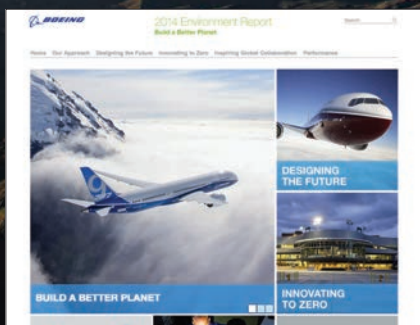 BOEING
2014 Environment Report
Build a Better Planet
Search
Home Our Approach Designing the Future Innovating to Zero Inspiring Global Collaboration Performance
9
DESIGNING
THE FUTURE
BUILD A BETTER PLANET
INNOVATING
TO ZERO